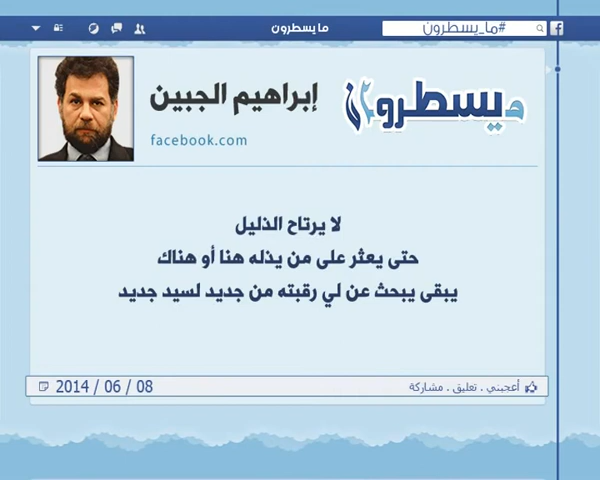 ما يسطرون
#ما_يسطرون
إبراهيم الجبين
ما يسطرون
facebook.com
لا يرتاح الذليل
حتى يعثر على من يذله هنا أو هناك
يبقى يبحث عن لي رقبته من جديد لسيد جديد
أعجبني . تعليق . مشاركة
2014 / 06 / 08